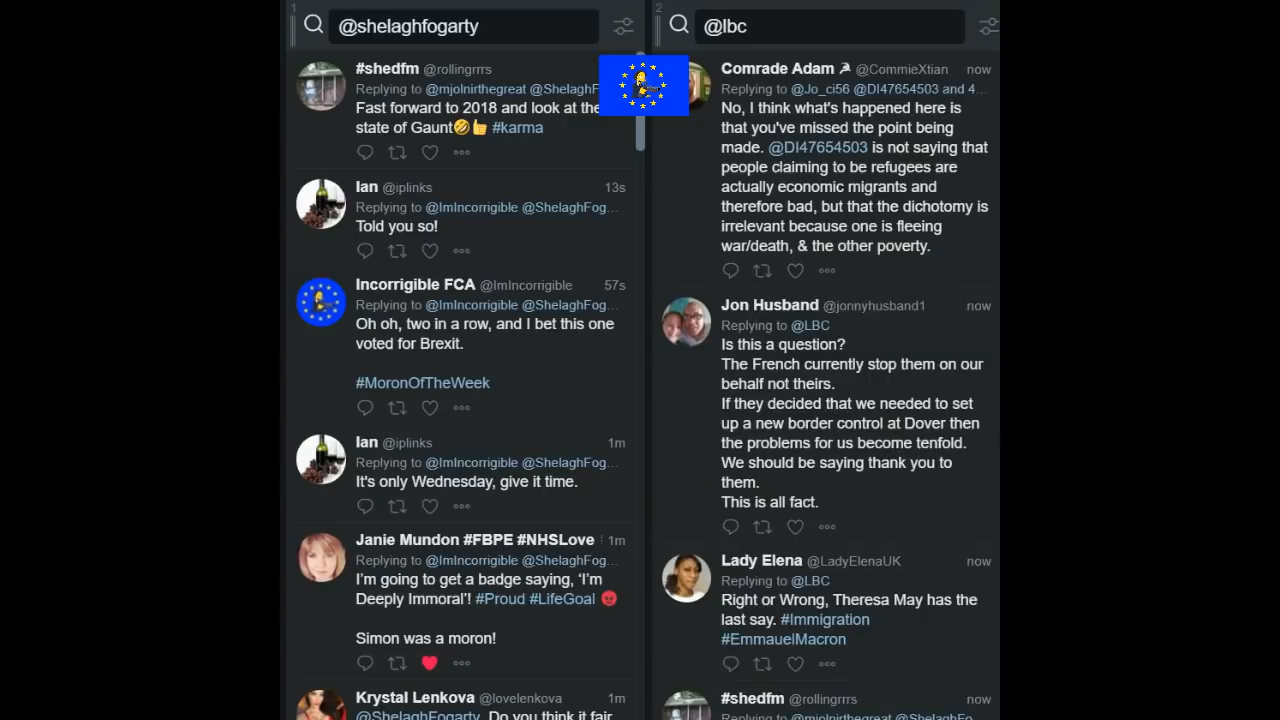 1
@shelaghfogarty
#shedfm @rollingrrrs
Replying to @mjolnirthegreat @ShelaghF
Fast forward to 2018 and look at the
state of Gaunt🤣👍 #karma
Ian @iplinks 13s
Replying to @ImIncorrigible @ShelaghFog...
Told you so!
Incorrigible FCA @ImIncorrigible 57s
Replying to @ImIncorrigible @ShelaghFog...
Oh oh, two in a row, and I bet this one
voted for Brexit.
#MoronOfTheWeek
Ian @iplinks 1m
Replying to @ImIncorrigible @ShelaghFog...
It's only Wednesday, give it time.
Janie Mundon #FBPE #NHSLove 1m
Replying to @ImIncorrigible @ShelaghFog...
I'm going to get a badge saying, 'I'm
Deeply Immoral'! #Proud #LifeGoal 😡
Simon was a moron!
Krystal Lenkova @lovelenkova 1m
@ShelaghFogarty Do you think it fair
2
@lbc
Comrade Adam ☭ @CommieXtian now
Replying to @Jo_ci56 @DI47654503 and 4...
No, I think what's happened here is
that you've missed the point being
made. @DI47654503 is not saying that
people claiming to be refugees are
actually economic migrants and
therefore bad, but that the dichotomy is
irrelevant because one is fleeing
war/death, & the other poverty.
Jon Husband @jonnyhusband1 now
Replying to @LBC
Is this a question?
The French currently stop them on our
behalf not theirs.
If they decided that we needed to set
up a new border control at Dover then
the problems for us become tenfold.
We should be saying thank you to
them.
This is all fact.
Lady Elena @LadyElenaUK now
Replying to @LBC
Right or Wrong, Theresa May has the
last say. #Immigration
#EmmauelMacron
#shedfm @rollingrrrs now
Replying to @mjolnirthegreat @ShelaghFo...